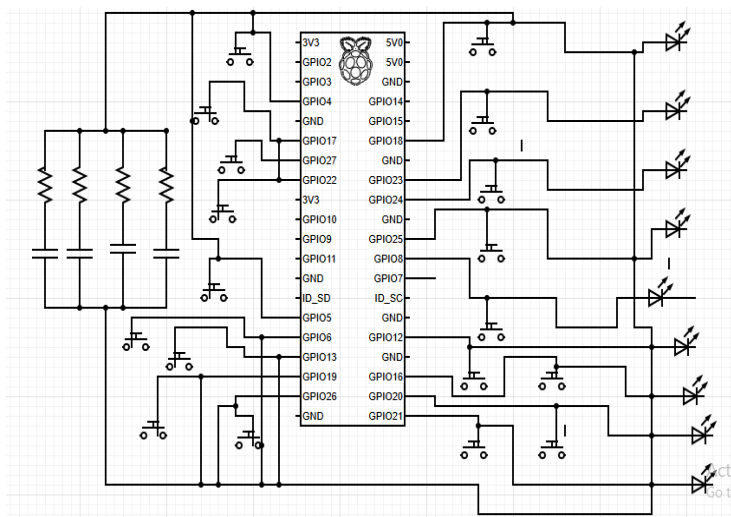 3V3 5V0
GPIO2 5V0
GPIO3 GND
GPIO4 GPIO14
GND GPIO15
GPIO17 GPIO18
GPIO27 GND
GPIO22 GPIO23
3V3 GPIO24
GPIO10 GND
GPIO9 GPIO25
GPIO11 GPIO8
GND GPIO7
ID_SD ID_SC
GPIO5 GND
GPIO6 GPIO12
GPIO13 GND
GPIO19 GPIO16
GPIO26 GPIO20
GND GPIO21
Act
Go t